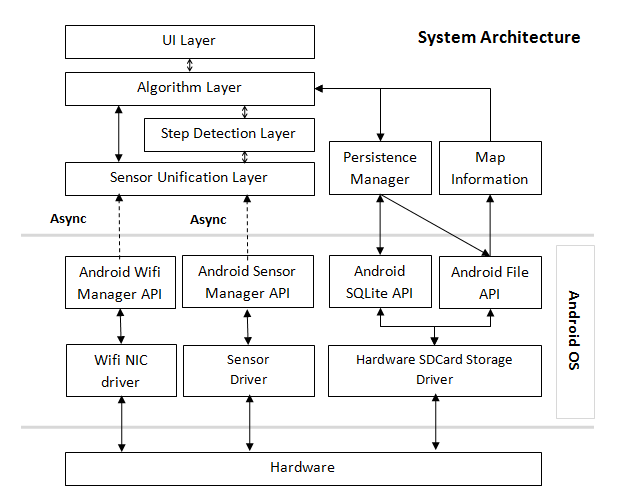 System Architecture
UI Layer
Algorithm Layer
Step Detection Layer
Persistence
Manager
Map
Information
Sensor Unification Layer
Async
Async
Android Wifi
Manager API
Android Sensor
Manager API
Android
SQLite API
Android File
API
Android OS
Wifi NIC
driver
Sensor
Driver
Hardware SDCard Storage
Driver
Hardware